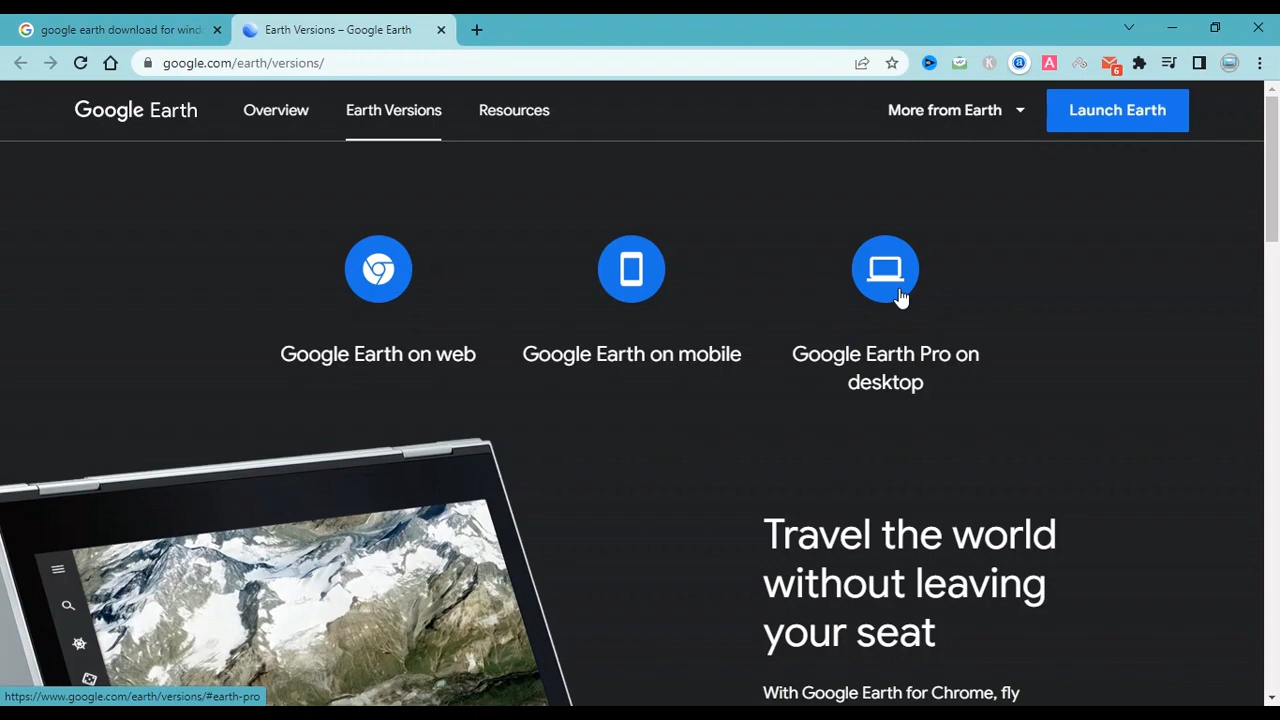 google earth download for wind
Earth Versions – Google Earth
google.com/earth/versions/
6
Google Earth
Overview
Earth Versions
Resources
More from Earth
Launch Earth
Google Earth on web
Google Earth on mobile
Google Earth Pro on
desktop
Travel the world
without leaving
your seat
With Google Earth for Chrome, fly
https://www.google.com/earth/versions/#earth-pro